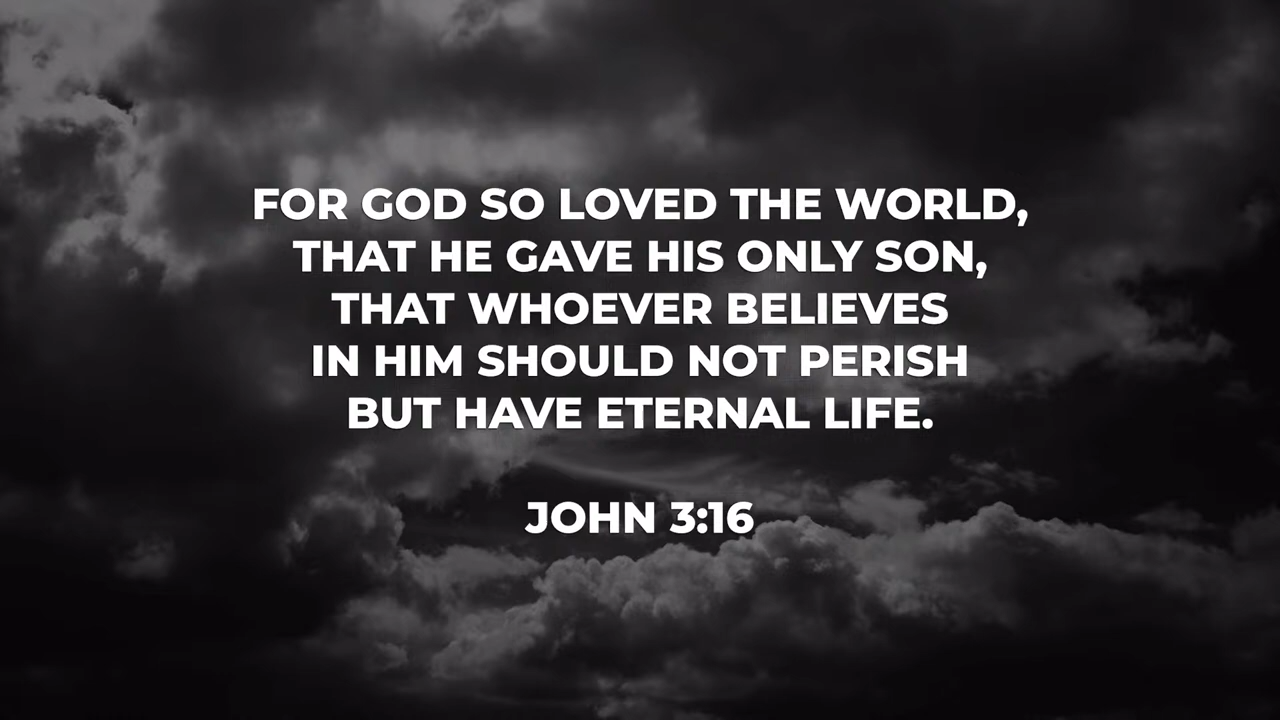 FOR GOD SO LOVED THE WORLD,
THAT HE GAVE HIS ONLY SON,
THAT WHOEVER BELIEVES
IN HIM SHOULD NOT PERISH
BUT HAVE ETERNAL LIFE.
JOHN 3:16